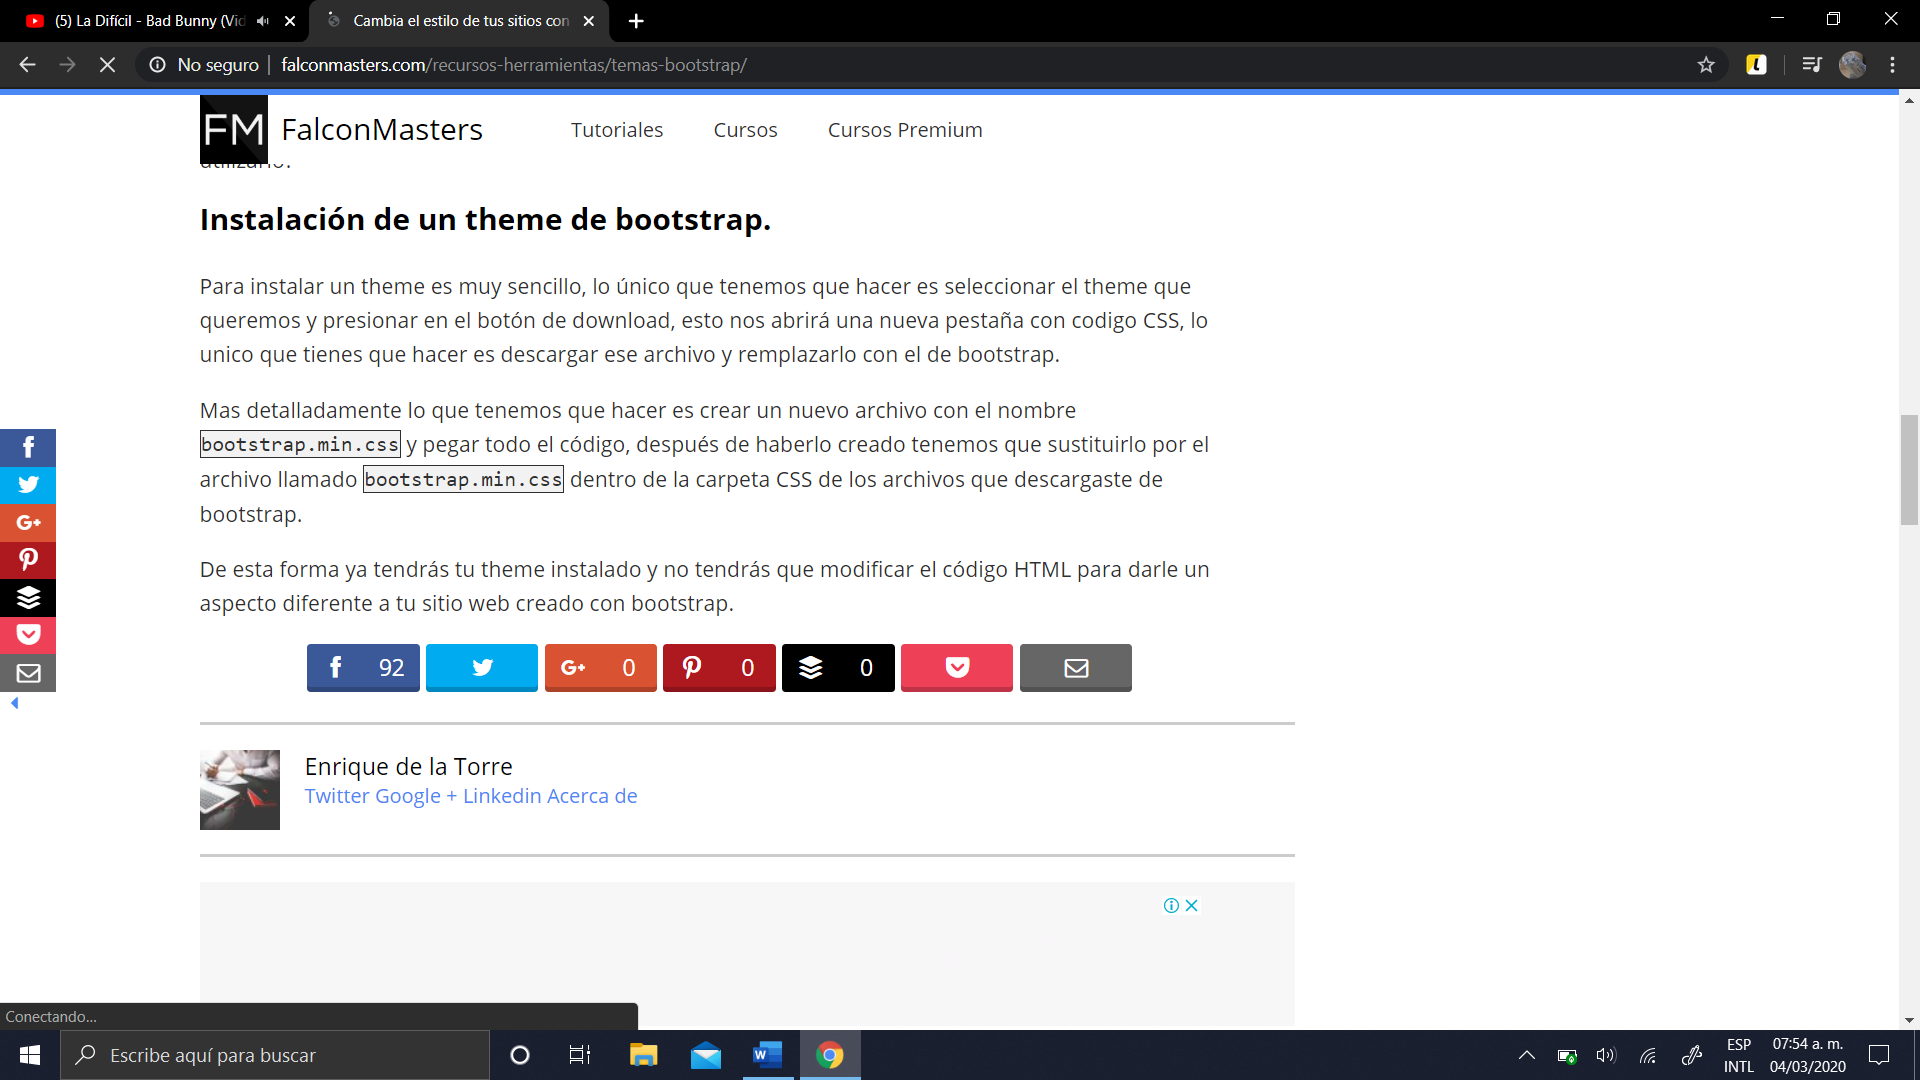 (5) La Difícil - Bad Bunny (Vid
Cambia el estilo de tus sitios con
No seguro | falconmasters.com/recursos-herramientas/temas-bootstrap/
FM FalconMasters Tutoriales Cursos Cursos Premium
utilizarlo.
Instalación de un theme de bootstrap.
Para instalar un theme es muy sencillo, lo único que tenemos que hacer es seleccionar el theme que
queremos y presionar en el botón de download, esto nos abrirá una nueva pestaña con codigo CSS, lo
unico que tienes que hacer es descargar ese archivo y remplazarlo con el de bootstrap.
Mas detalladamente lo que tenemos que hacer es crear un nuevo archivo con el nombre
bootstrap.min.css y pegar todo el código, después de haberlo creado tenemos que sustituirlo por el
archivo llamado bootstrap.min.css dentro de la carpeta CSS de los archivos que descargaste de
bootstrap.
De esta forma ya tendrás tu theme instalado y no tendrás que modificar el código HTML para darle un
aspecto diferente a tu sitio web creado con bootstrap.
92 0 0 0
Enrique de la Torre
Twitter Google + Linkedin Acerca de
Conectando...
Escribe aquí para buscar
ESP
INTL
07:54 a. m.
04/03/2020